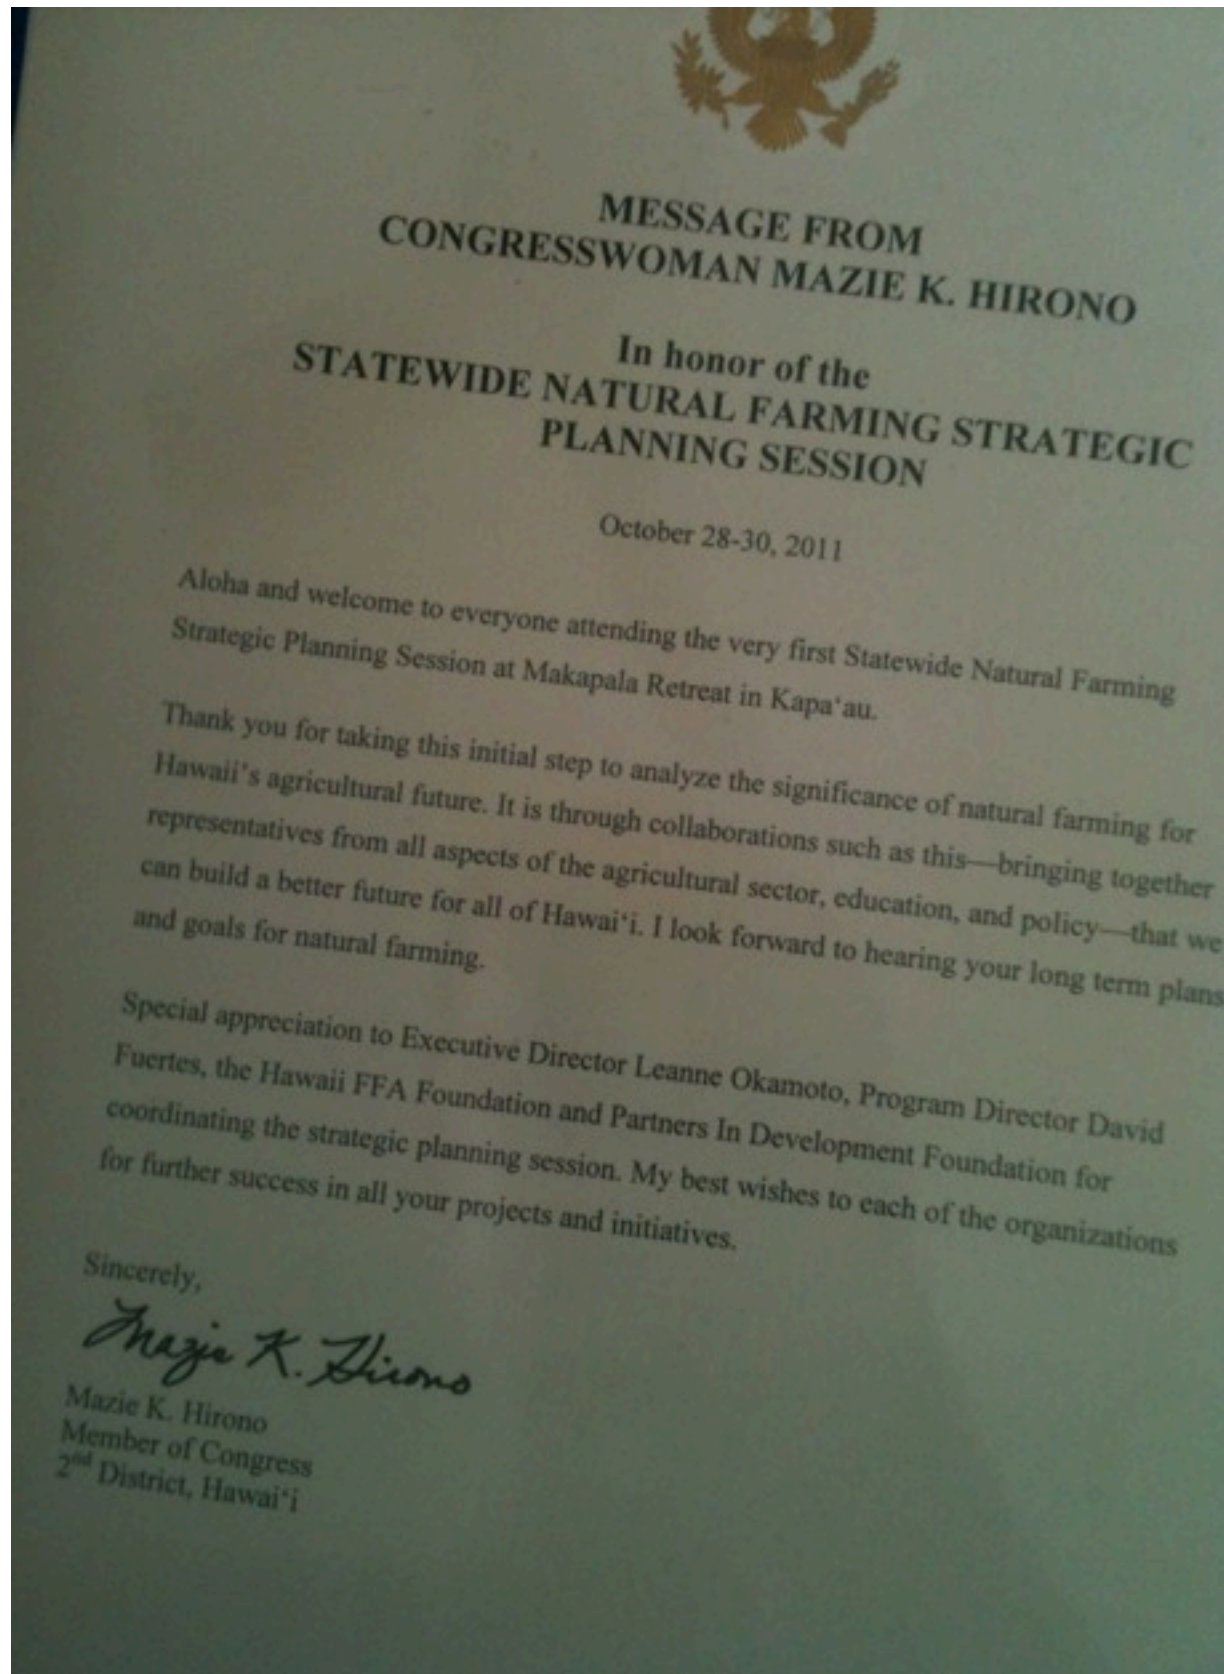 MESSAGE FROM
CONGRESSWOMAN MAZIE K. HIRONO
In honor of the
STATEWIDE NATURAL FARMING STRATEGIC
PLANNING SESSION
October 28-30, 2011
Aloha and welcome to everyone attending the very first Statewide Natural Farming
Strategic Planning Session at Makapala Retreat in Kapa‘au.
Thank you for taking this initial step to analyze the significance of natural farming for
Hawaii's agricultural future. It is through collaborations such as this—bringing together
representatives from all aspects of the agricultural sector, education, and policy—that we
can build a better future for all of Hawai‘i. I look forward to hearing your long term plans
and goals for natural farming.
Special appreciation to Executive Director Leanne Okamoto, Program Director David
Fuertes, the Hawaii FFA Foundation and Partners In Development Foundation for
coordinating the strategic planning session. My best wishes to each of the organizations
for further success in all your projects and initiatives.
Sincerely,
Mazie K. Hirono
Mazie K. Hirono
Member of Congress
2nd District, Hawai‘i